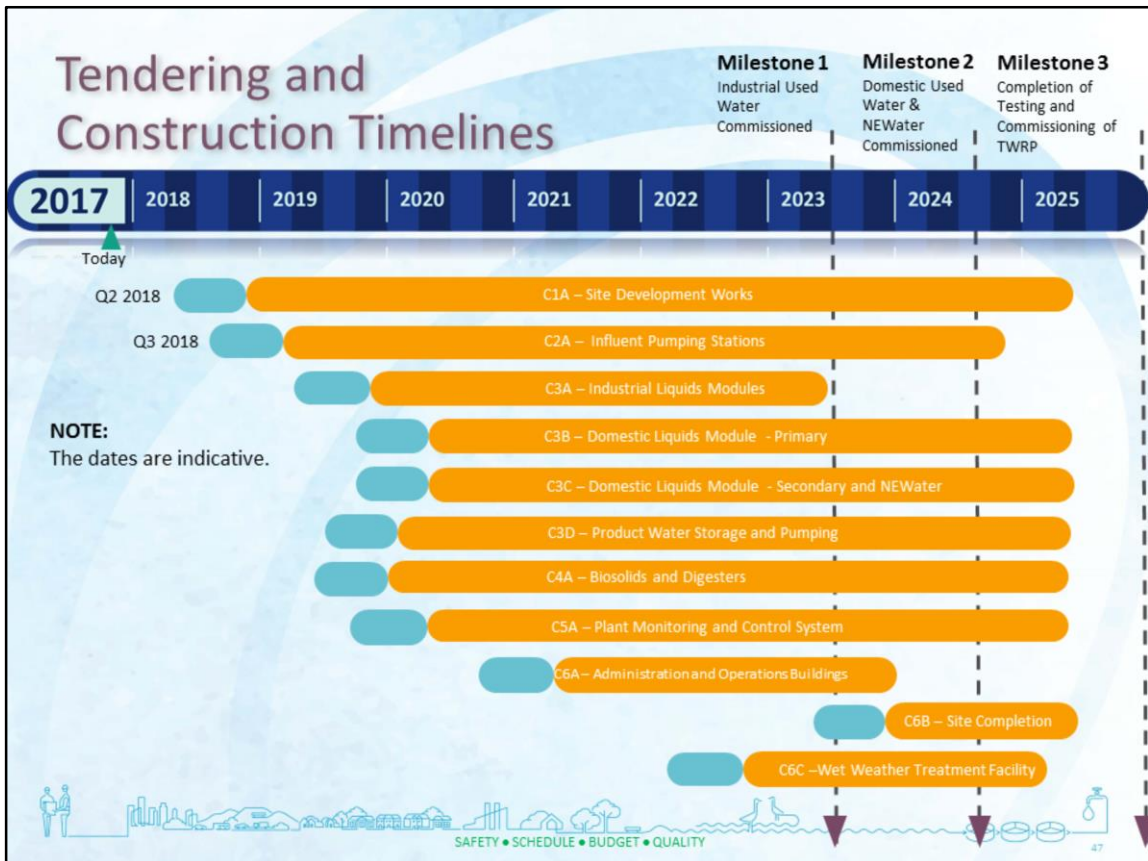 Tendering and
Construction Timelines
Milestone 1
Industrial Used
Water
Commissioned
Milestone 2
Domestic Used
Water &
NEWater
Commissioned
Milestone 3
Completion of
Testing and
Commissioning of
TWRP
2017 2018 2019 2020 2021 2022 2023 2024 2025
Today
Q2 2018
C1A – Site Development Works
Q3 2018
C2A – Influent Pumping Stations
C3A – Industrial Liquids Modules
NOTE:
The dates are indicative.
C3B – Domestic Liquids Module - Primary
C3C – Domestic Liquids Module - Secondary and NEWater
C3D – Product Water Storage and Pumping
C4A – Biosolids and Digesters
C5A – Plant Monitoring and Control System
C6A – Administration and Operations Buildings
C6B – Site Completion
C6C –Wet Weather Treatment Facility
SAFETY ● SCHEDULE ● BUDGET ● QUALITY
47